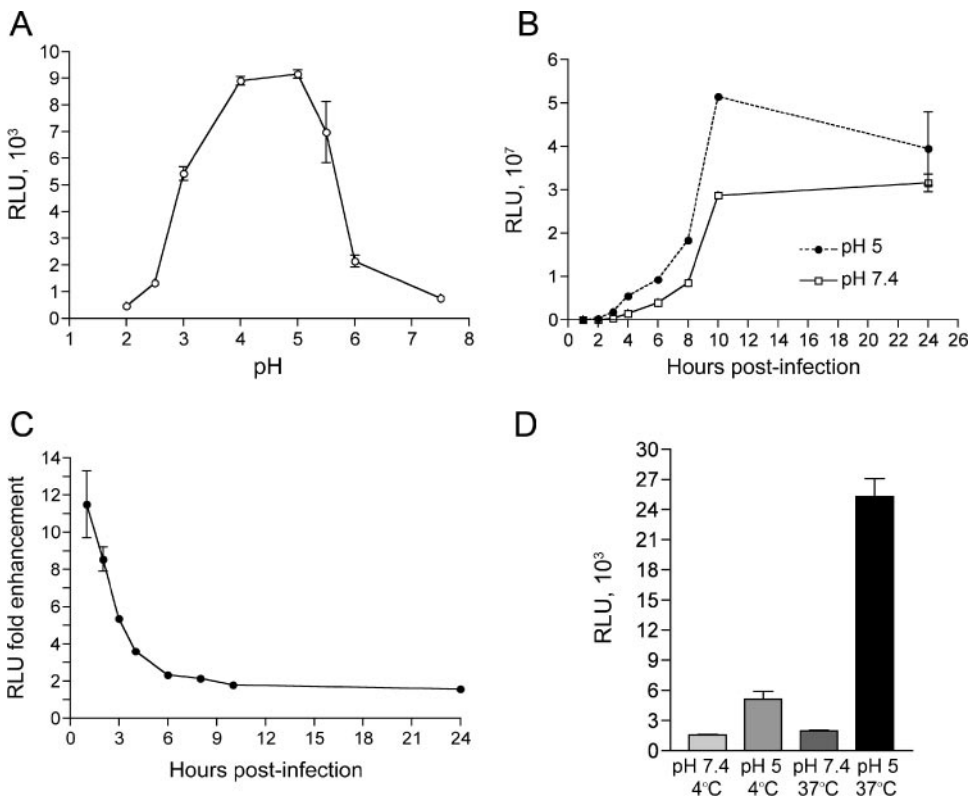 A
RLU, 10³
10
9
8
7
6
5
4
3
2
1
0
1 2 3 4 5 6 7 8
pH
B
RLU, 10⁷
6
5
4
3
2
1
0
pH 5
pH 7.4
0 2 4 6 8 10 12 14 16 18 20 22 24 26
Hours post-infection
C
RLU fold enhancement
14
12
10
8
6
4
2
0
0 3 6 9 12 15 18 21 24
Hours post-infection
D
RLU, 10³
30
27
24
21
18
15
12
9
6
3
0
pH 7.4 pH 5 pH 7.4 pH 5
4°C 4°C 37°C 37°C